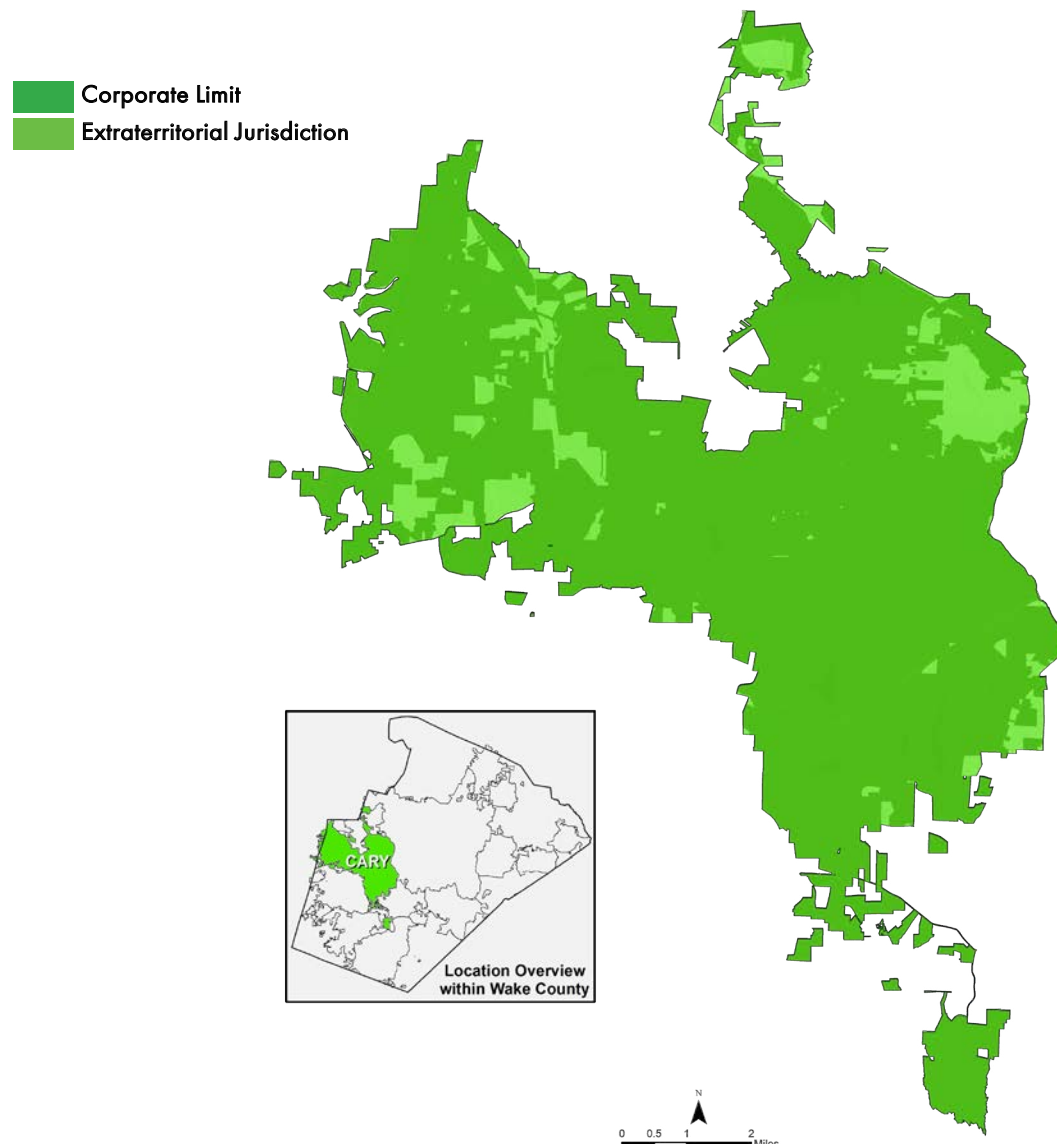 Corporate Limit
Extraterritorial Jurisdiction
CARY
Location Overview
within Wake County
N
0 0.5 1 2
Miles